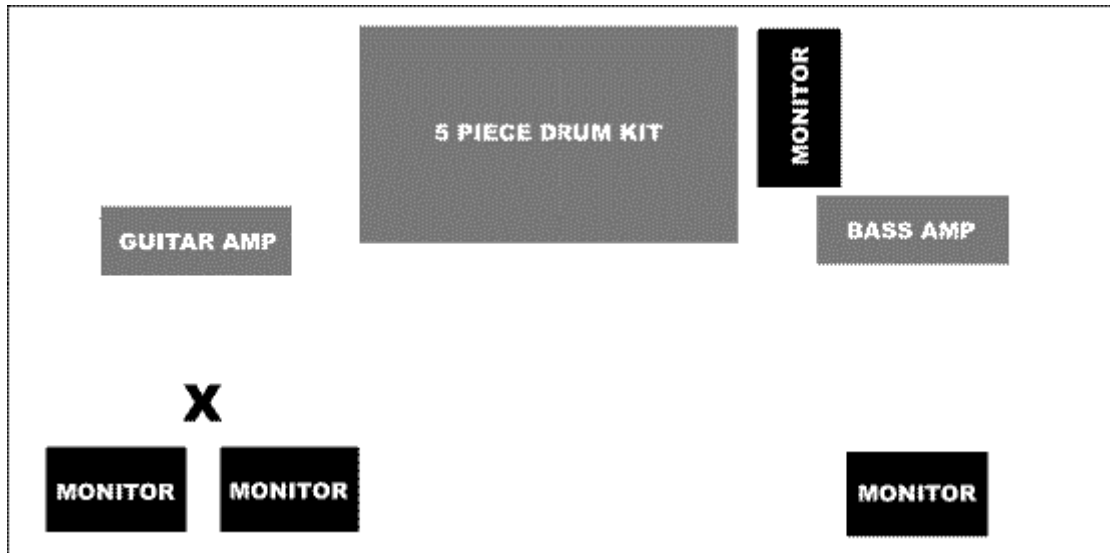 5 PIECE DRUM KIT
MONITOR
GUITAR AMP
BASS AMP
X
MONITOR
MONITOR
MONITOR